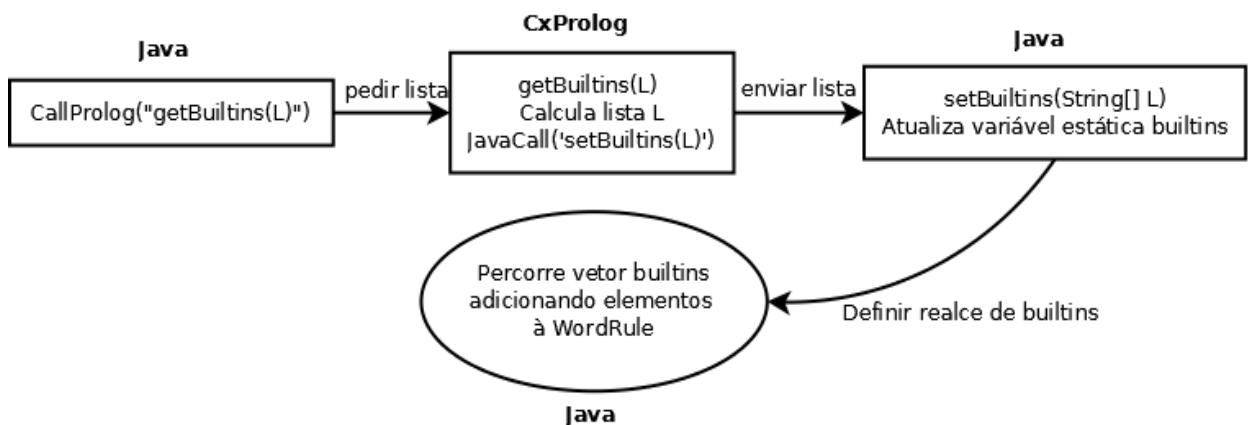 Java
CallProlog("getBuiltins(L)")
pedir lista
CxProlog
getBuiltins(L)
Calcula lista L
JavaCall('setBuiltins(L)')
enviar lista
Java
setBuiltins(String[] L)
Atualiza variável estática builtins
Definir realce de builtins
Percorre vetor builtins
adicionando elementos
à WordRule
Java